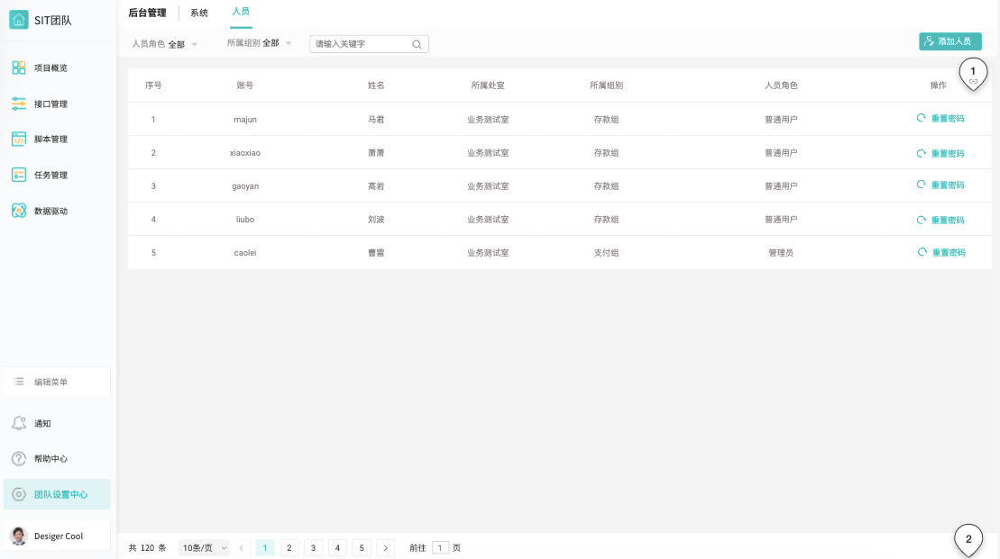 SIT团队
后台管理 系统 人员
人员角色 全部 所属组别 全部 请输入关键字 添加人员
项目概览
接口管理
脚本管理
任务管理
数据驱动
1
序号 账号 姓名 所属处室 所属组别 人员角色 操作
1 majun 马君 业务测试室 存款组 普通用户 重置密码
2 xiaoxiao 萧萧 业务测试室 存款组 普通用户 重置密码
3 gaoyan 高岩 业务测试室 存款组 普通用户 重置密码
4 liubo 刘波 业务测试室 存款组 普通用户 重置密码
5 caolei 曹雷 业务测试室 支付组 管理员 重置密码
编辑菜单
通知
帮助中心
团队设置中心
Desiger Cool
共 120 条 10条/页 1 2 3 4 5 前往 1 页
2